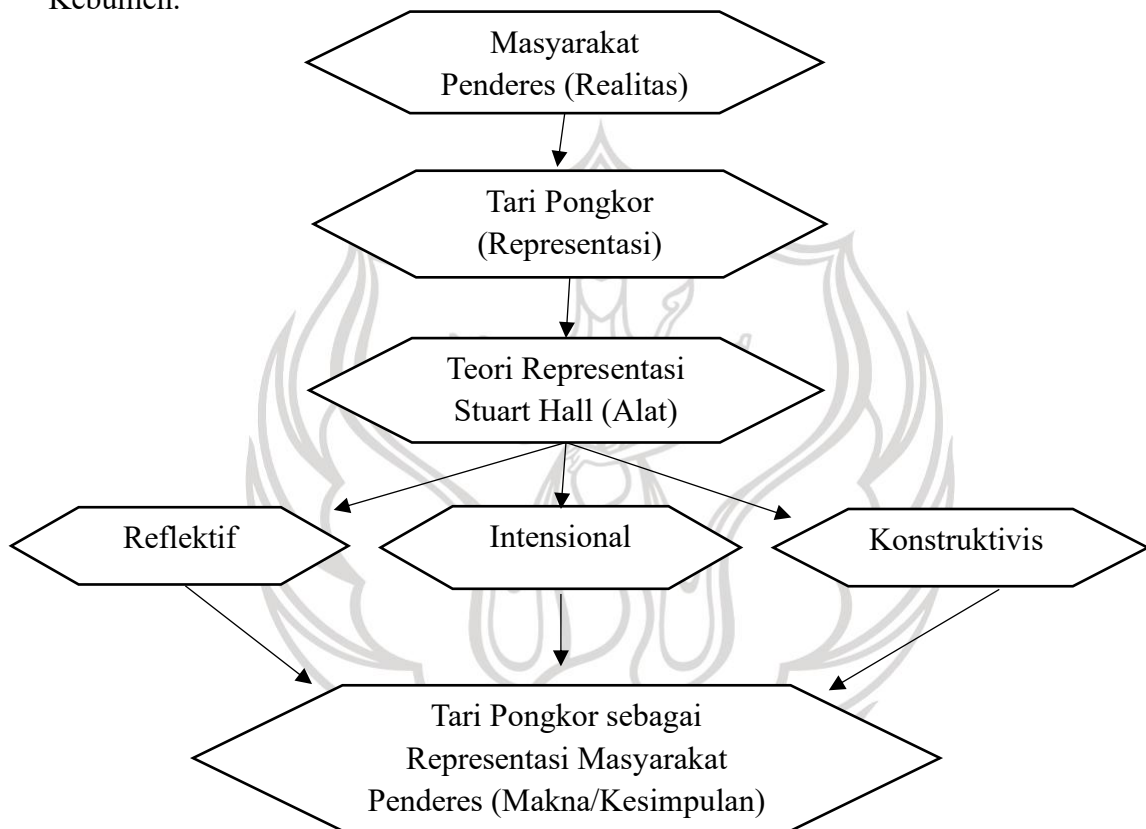 Kebumen.
Masyarakat
Penderes (Realitas)
Tari Pongkor
(Representasi)
Teori Representasi
Stuart Hall (Alat)
Reflektif
Intensional
Konstruktivis
Tari Pongkor sebagai
Representasi Masyarakat
Penderes (Makna/Kesimpulan)